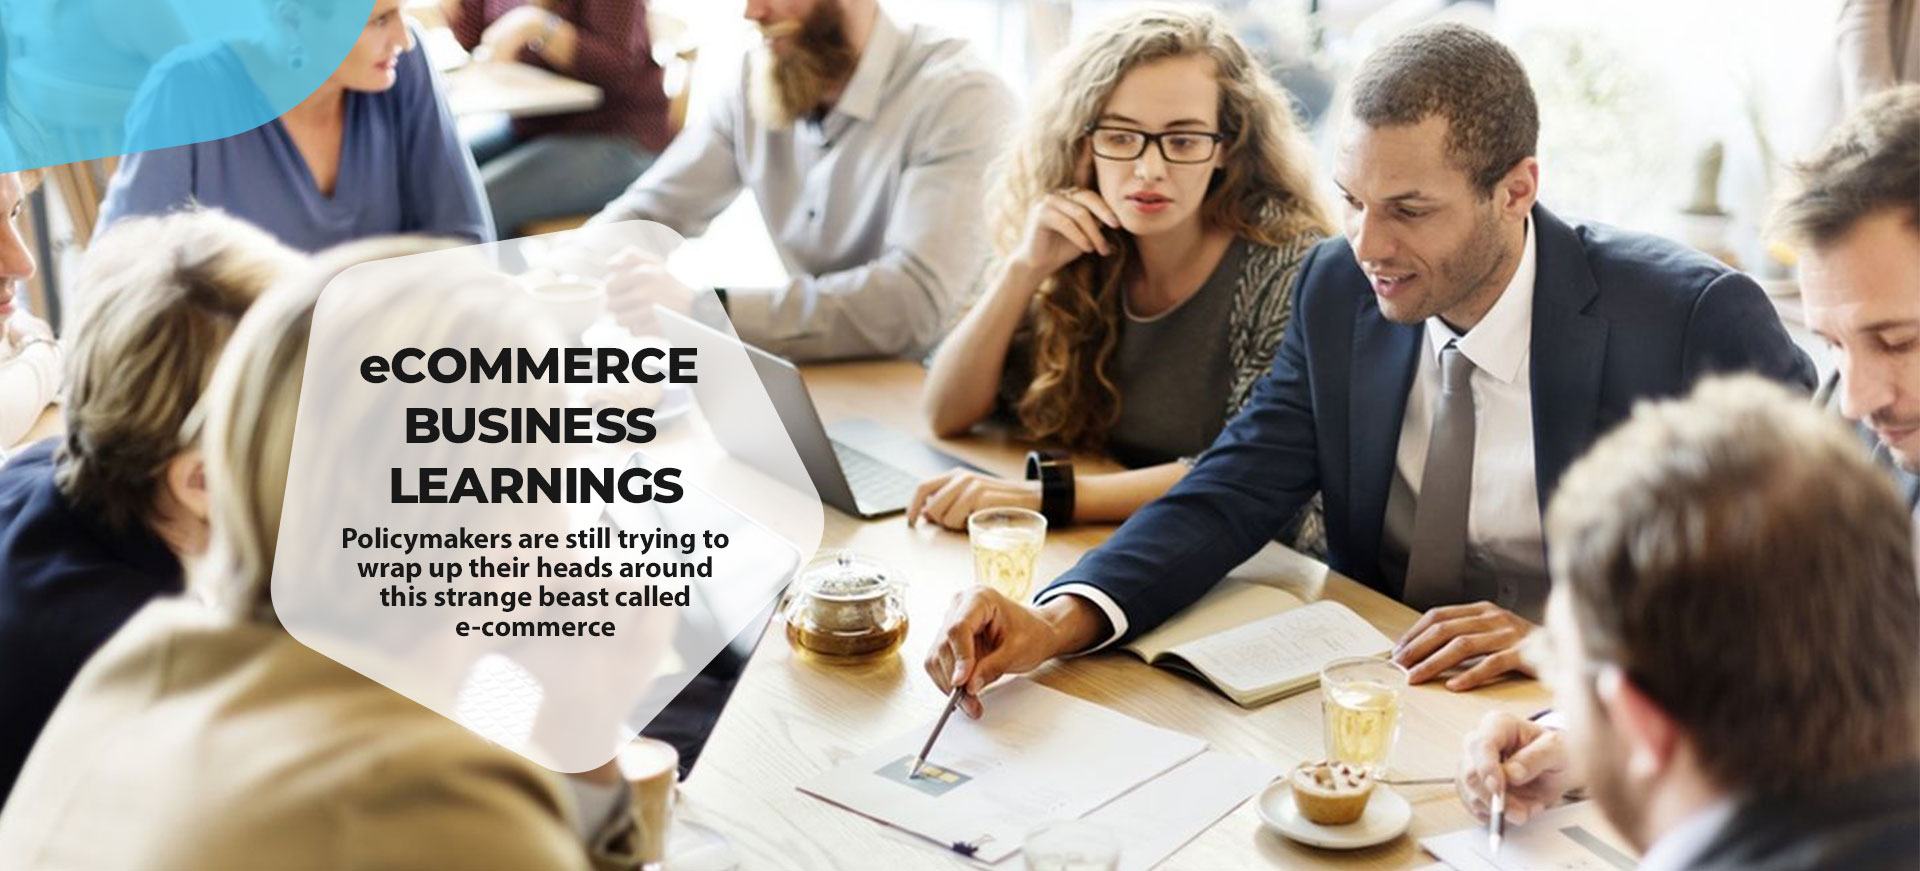 eCOMMERCE
BUSINESS
LEARNINGS
Policymakers are still trying to
wrap up their heads around
this strange beast called
e-commerce